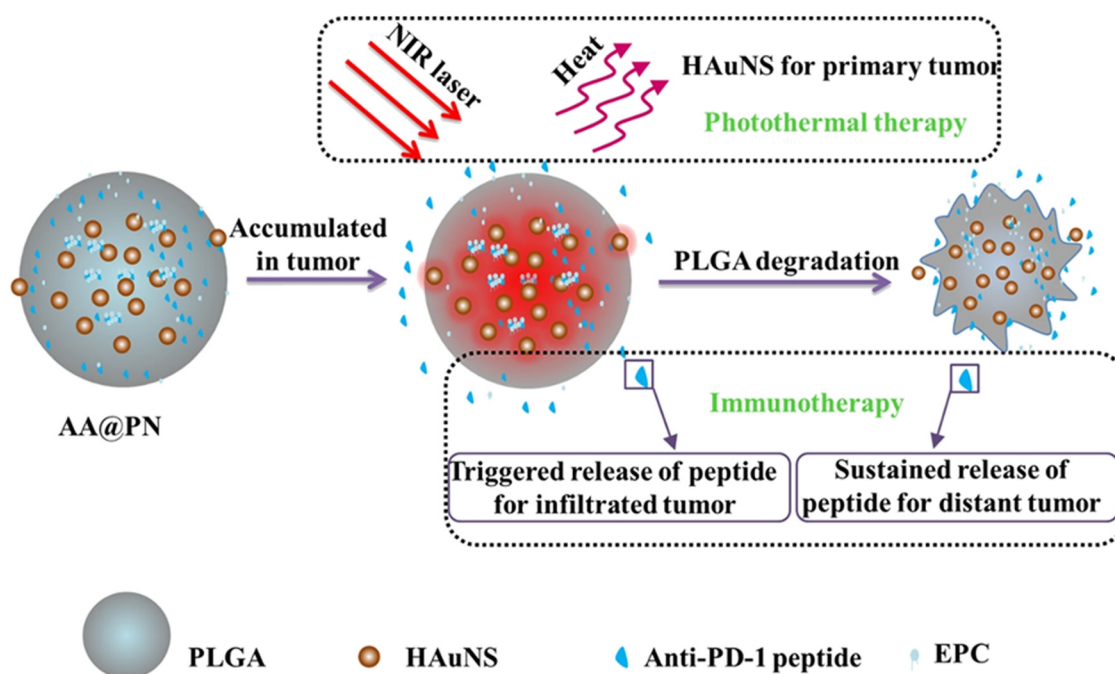 NIR laser
Heat
HAuNS for primary tumor
Photothermal therapy
Accumulated
in tumor
PLGA degradation
AA@PN
Immunotherapy
Triggered release of peptide
for infiltrated tumor
Sustained release of
peptide for distant tumor
PLGA
HAuNS
Anti-PD-1 peptide
EPC